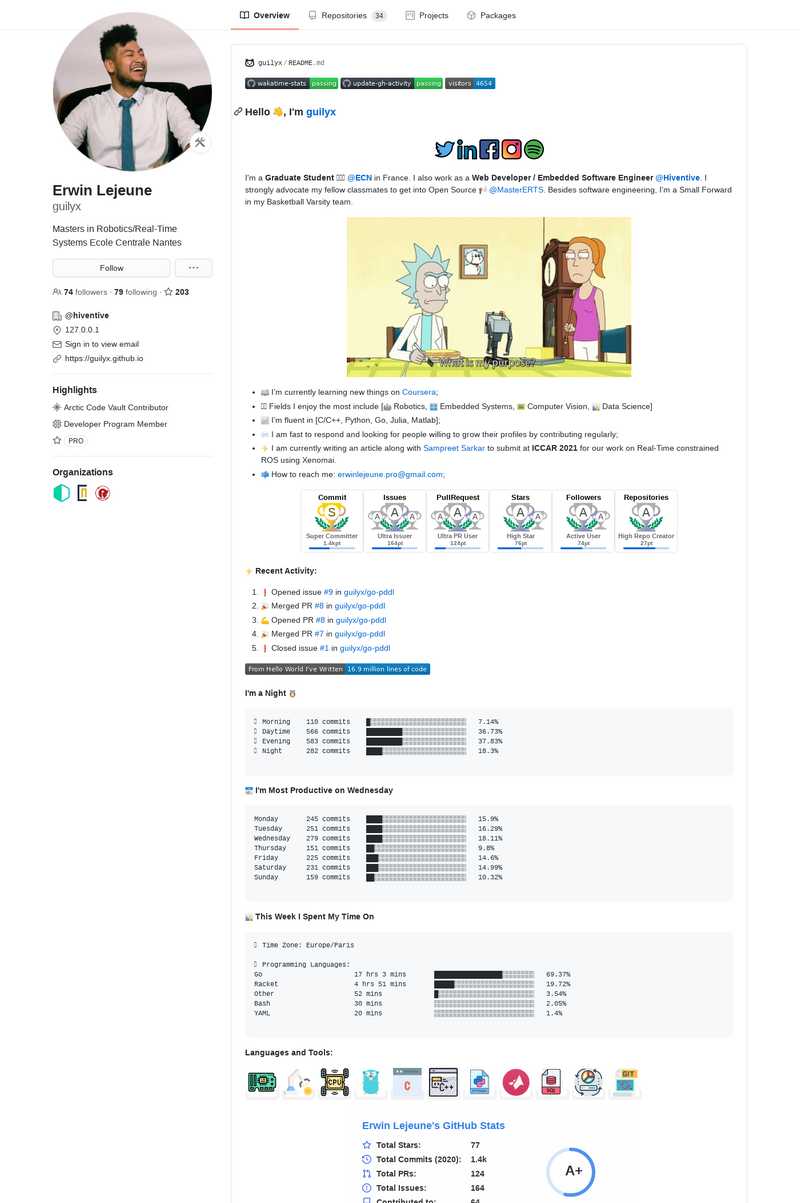 Overview Repositories 34 Projects Packages
Erwin Lejeune
guilyx
Masters in Robotics/Real-Time
Systems Ecole Centrale Nantes
Follow
74 followers · 79 following · 203
@hiventive
127.0.0.1
Sign in to view email
https://guilyx.github.io
Highlights
Arctic Code Vault Contributor
Developer Program Member
PRO
Organizations
guilyx / README.md
wakatime-stats passing update-gh-activity passing visitors 4654
Hello 👋, I'm guilyx
I'm a Graduate Student @ECN in France. I also work as a Web Developer / Embedded Software Engineer @Hiventive. I
strongly advocate my fellow classmates to get into Open Source @MasterERTS. Besides software engineering, I'm a Small Forward
in my Basketball Varsity team.
What is my purpose?
• I'm currently learning new things on Coursera;
• Fields I enjoy the most include [🤖 Robotics, Embedded Systems, Computer Vision, Data Science]
• I'm fluent in [C/C++, Python, Go, Julia, Matlab];
• I am fast to respond and looking for people willing to grow their profiles by contributing regularly;
• I am currently writing an article along with Sampreet Sarkar to submit at ICCAR 2021 for our work on Real-Time constrained
ROS using Xenomai.
• How to reach me: erwinlejeune.pro@gmail.com;
Commit Issues PullRequest Stars Followers Repositories
S A A A A A A A A A
Super Committer Ultra Issuer Ultra PR User High Star Active User High Repo Creator
1.4kpt 164pt 124pt 76pt 74pt 27pt
⚡ Recent Activity:
1. ❗ Opened issue #9 in guilyx/go-pddl
2. 🎉 Merged PR #8 in guilyx/go-pddl
3. 💪 Opened PR #8 in guilyx/go-pddl
4. 🎉 Merged PR #7 in guilyx/go-pddl
5. ❗ Closed issue #1 in guilyx/go-pddl
From Hello World I've Written 16.9 million lines of code
I'm a Night 🦉
Morning 110 commits 7.14%
Daytime 566 commits 36.73%
Evening 583 commits 37.83%
Night 282 commits 18.3%
📅 I'm Most Productive on Wednesday
Monday 245 commits 15.9%
Tuesday 251 commits 16.29%
Wednesday 279 commits 18.11%
Thursday 151 commits 9.8%
Friday 225 commits 14.6%
Saturday 231 commits 14.99%
Sunday 159 commits 10.32%
📊 This Week I Spent My Time On
Time Zone: Europe/Paris
Programming Languages:
Go 17 hrs 3 mins 69.37%
Racket 4 hrs 51 mins 19.72%
Other 52 mins 3.54%
Bash 30 mins 2.05%
YAML 20 mins 1.4%
Languages and Tools:
CPU C C++ SQL GIT
Erwin Lejeune's GitHub Stats
Total Stars: 77
Total Commits (2020): 1.4k
Total PRs: 124
Total Issues: 164
Contributed to: 64
A+